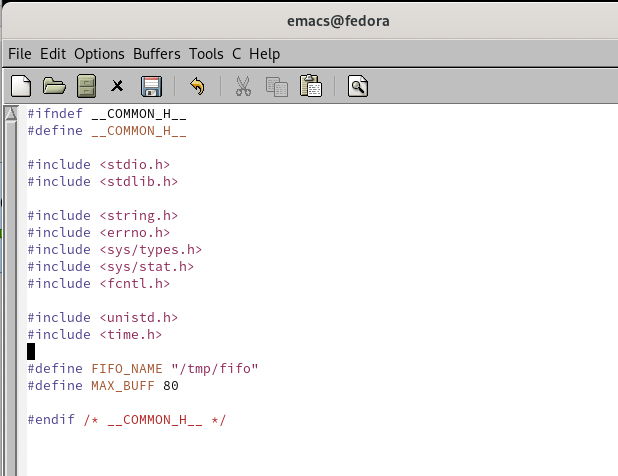 emacs@fedora
File Edit Options Buffers Tools C Help
#ifndef __COMMON_H__
#define __COMMON_H__
#include <stdio.h>
#include <stdlib.h>
#include <string.h>
#include <errno.h>
#include <sys/types.h>
#include <sys/stat.h>
#include <fcntl.h>
#include <unistd.h>
#include <time.h>
#define FIFO_NAME "/tmp/fifo"
#define MAX_BUFF 80
#endif /* __COMMON_H__ */